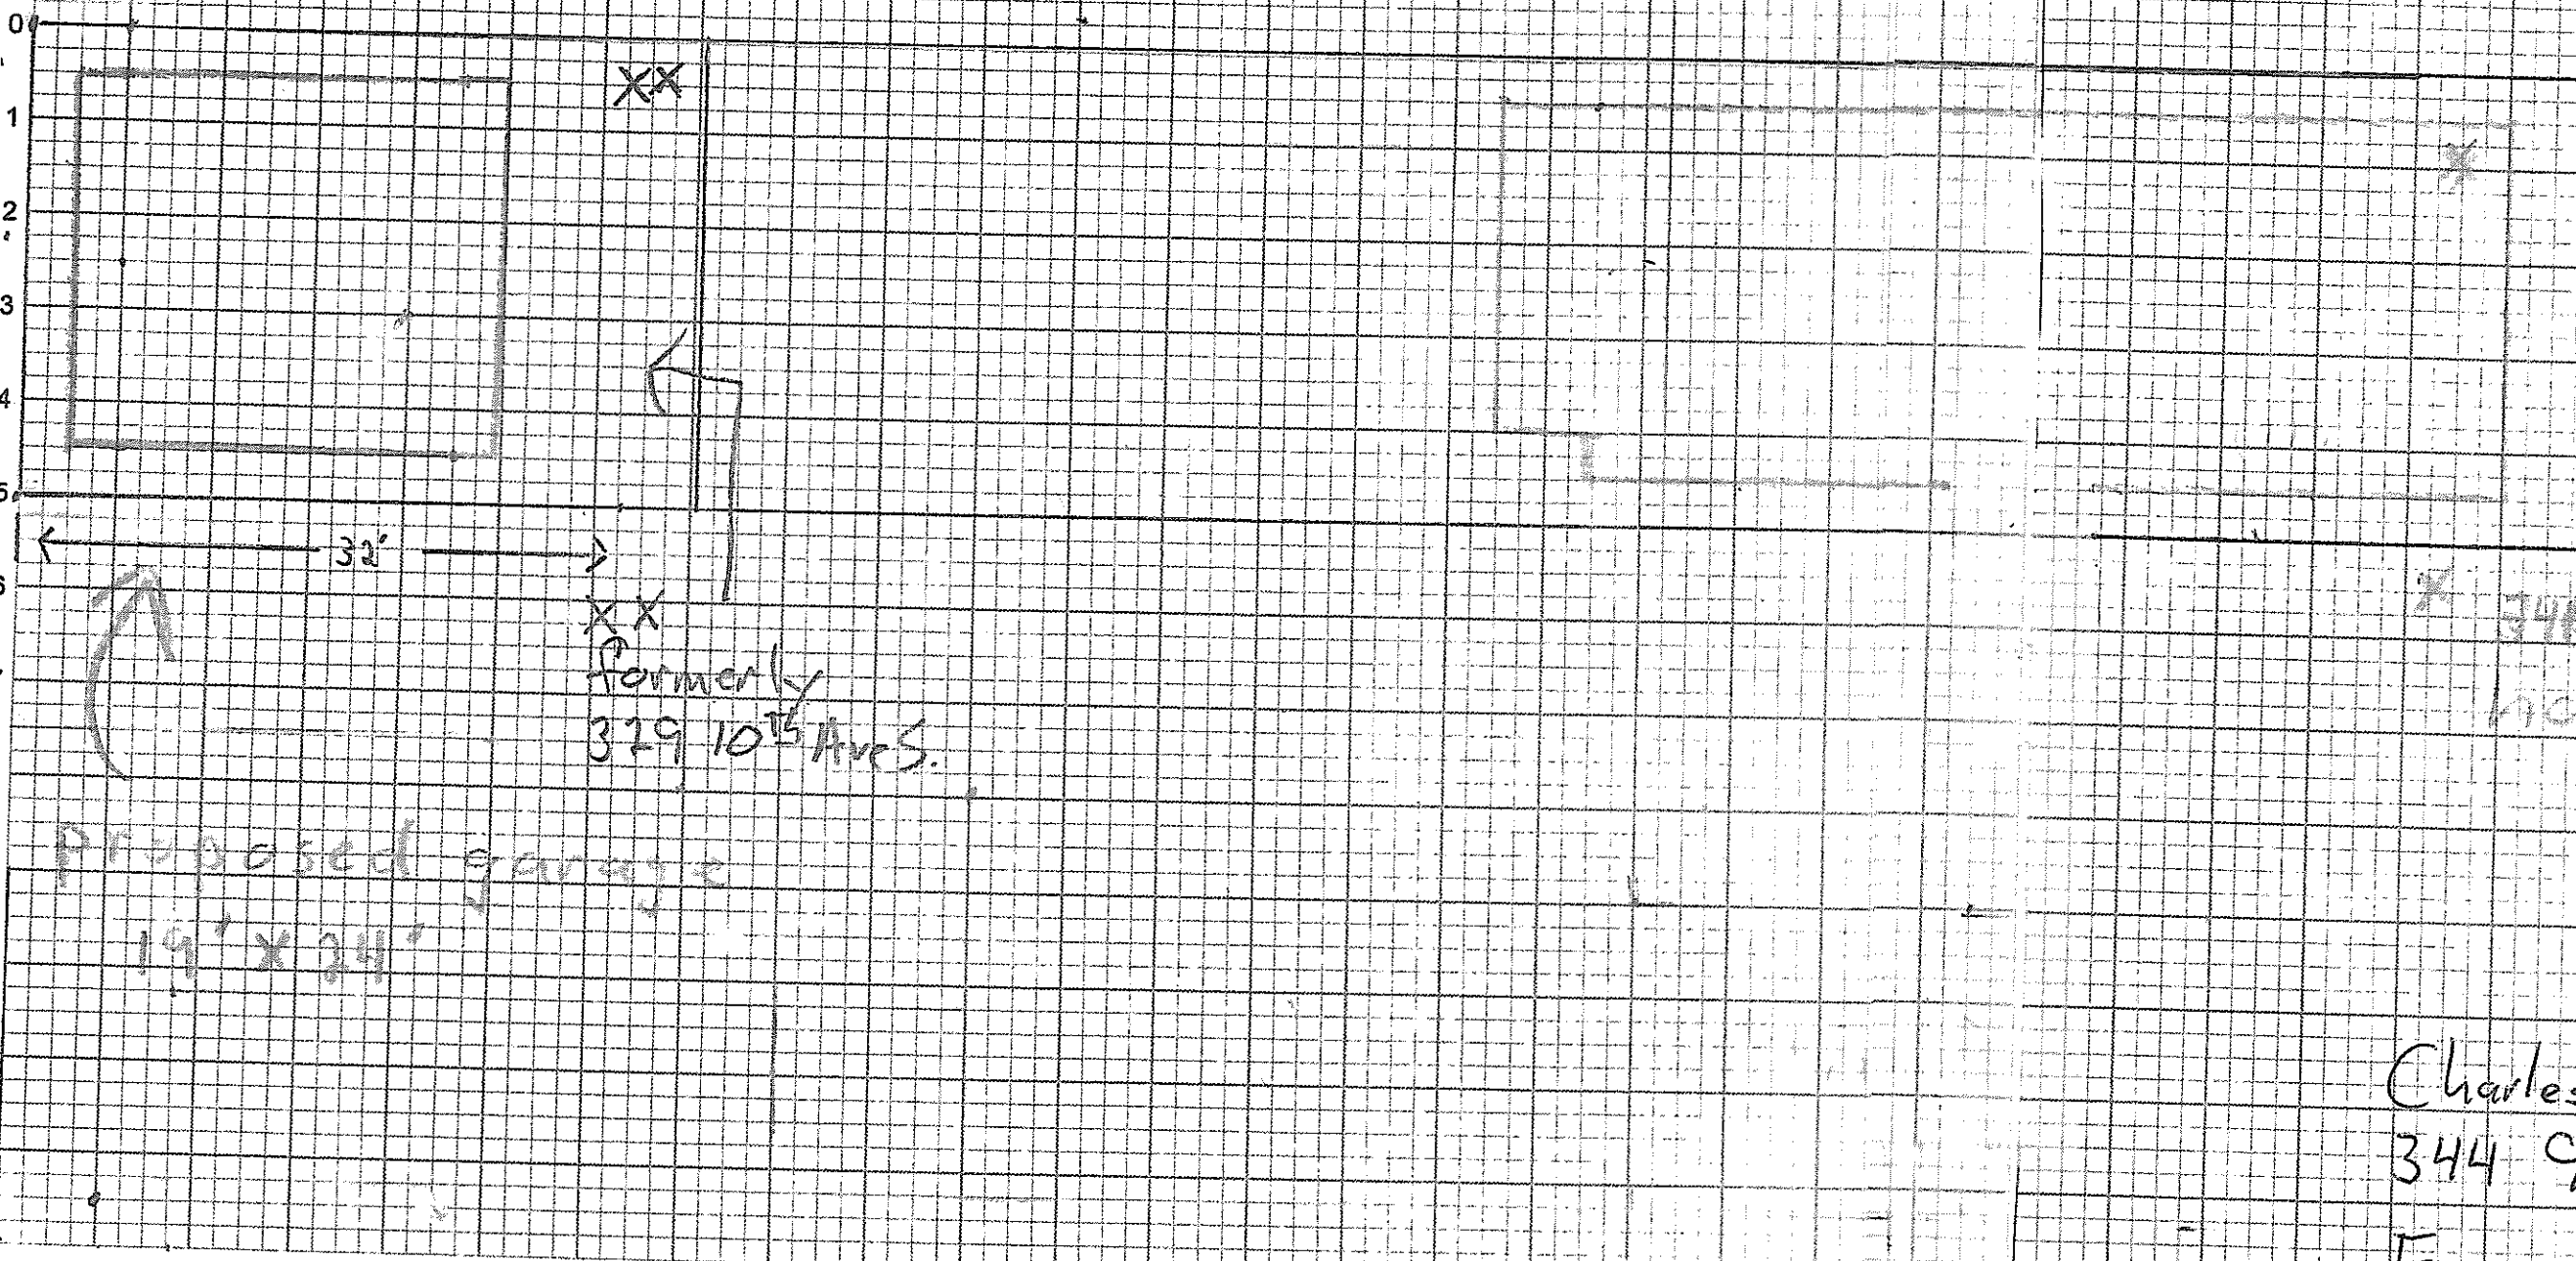 0
1
2
3
4
5
6
XX
X
32'
X X
formerly
329 10th Ave S.
X
proposed garage
19' x 24'
Charles
344